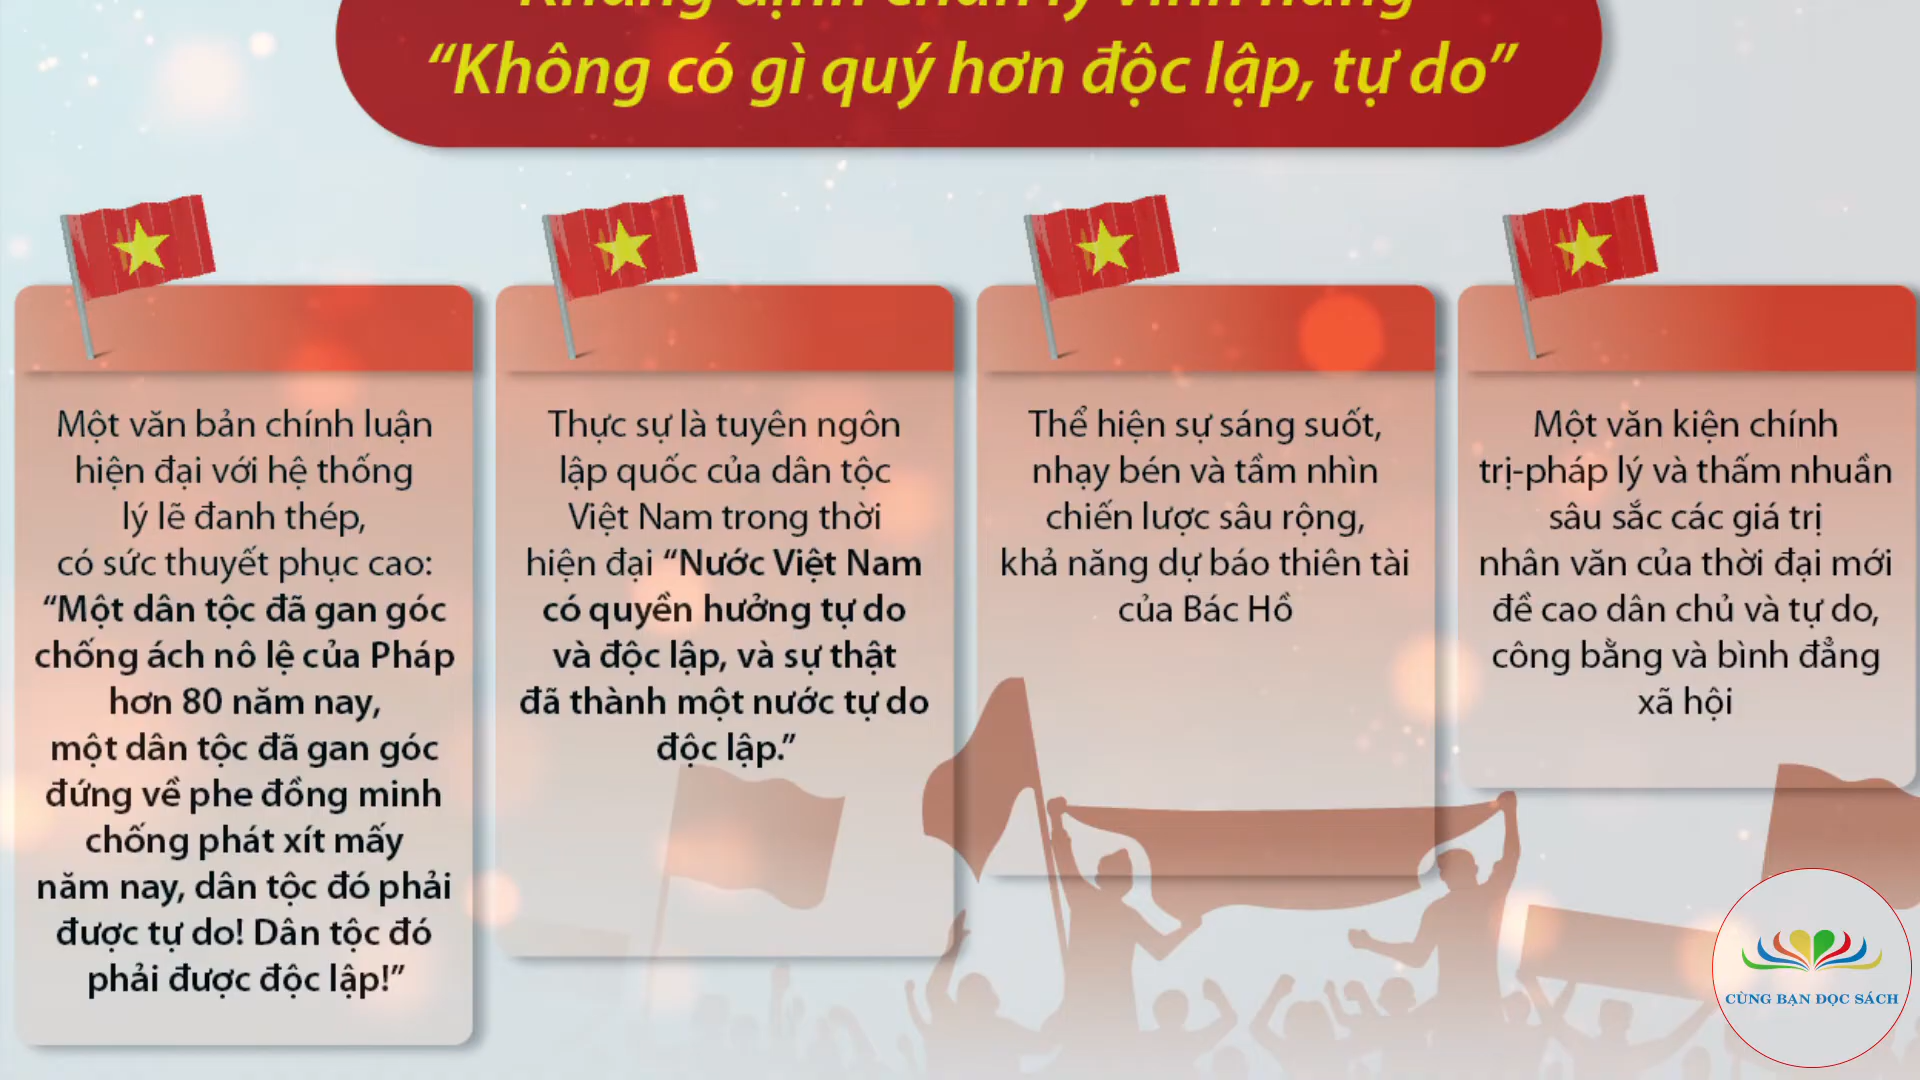 Khẳng định chân lý vĩnh hằng
“Không có gì quý hơn độc lập, tự do”
Một văn bản chính luận
hiện đại với hệ thống
lý lẽ đanh thép,
có sức thuyết phục cao:
“Một dân tộc đã gan góc
chống ách nô lệ của Pháp
hơn 80 năm nay,
một dân tộc đã gan góc
đứng về phe đồng minh
chống phát xít mấy
năm nay, dân tộc đó phải
được tự do! Dân tộc đó
phải được độc lập!”
Thực sự là tuyên ngôn
lập quốc của dân tộc
Việt Nam trong thời
hiện đại “Nước Việt Nam
có quyền hưởng tự do
và độc lập, và sự thật
đã thành một nước tự do
độc lập.”
Thể hiện sự sáng suốt,
nhạy bén và tầm nhìn
chiến lược sâu rộng,
khả năng dự báo thiên tài
của Bác Hồ
Một văn kiện chính
trị-pháp lý và thấm nhuần
sâu sắc các giá trị
nhân văn của thời đại mới
đề cao dân chủ và tự do,
công bằng và bình đẳng
xã hội
CÙNG BẠN ĐỌC SÁCH